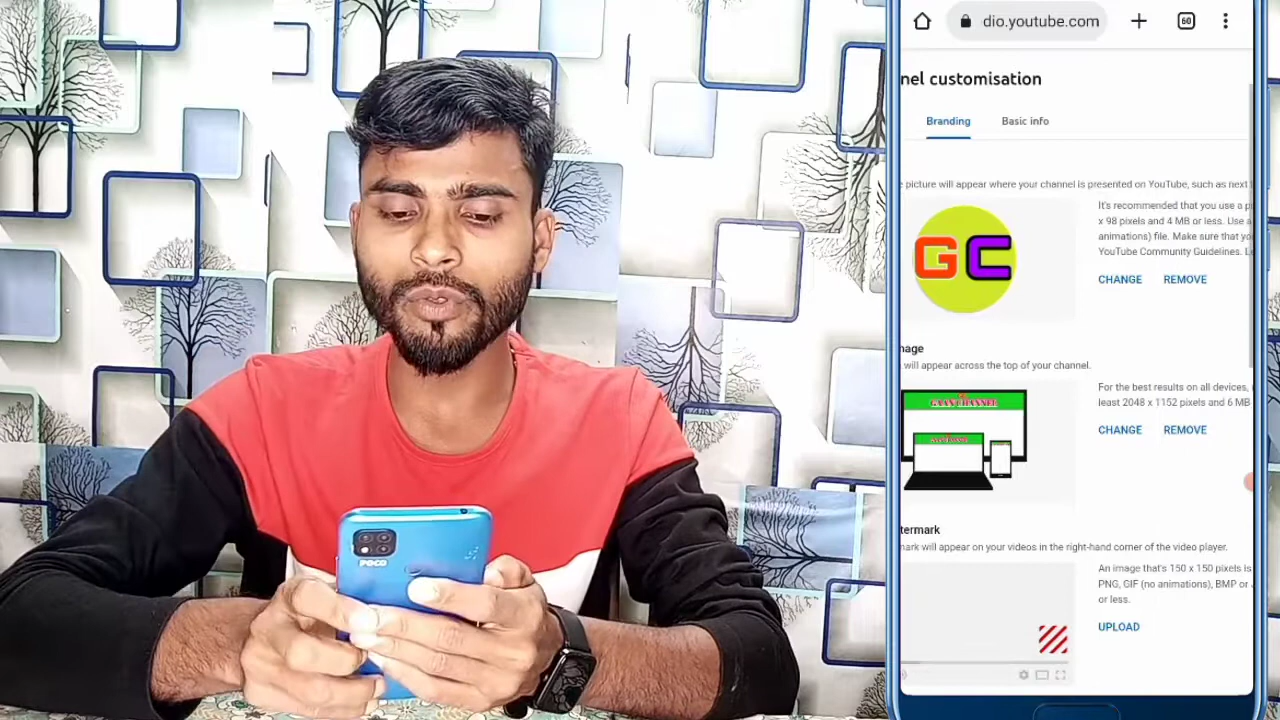 dio.youtube.com
60
nel customisation
Branding
Basic info
e picture will appear where your channel is presented on YouTube, such as next
It's recommended that you use a
x 98 pixels and 4 MB or less. Use a
animations) file. Make sure that
YouTube Community Guidelines.
GC
CHANGE
REMOVE
nage
will appear across the top of your channel.
For the best results on all devices,
least 2048 x 1152 pixels and 6 MB
GAAN CHANNEL
CHANGE
REMOVE
termark
mark will appear on your videos in the right-hand corner of the video player.
An image that's 150 x 150 pixels is
PNG, GIF (no animations), BMP or
or less.
UPLOAD
POCO